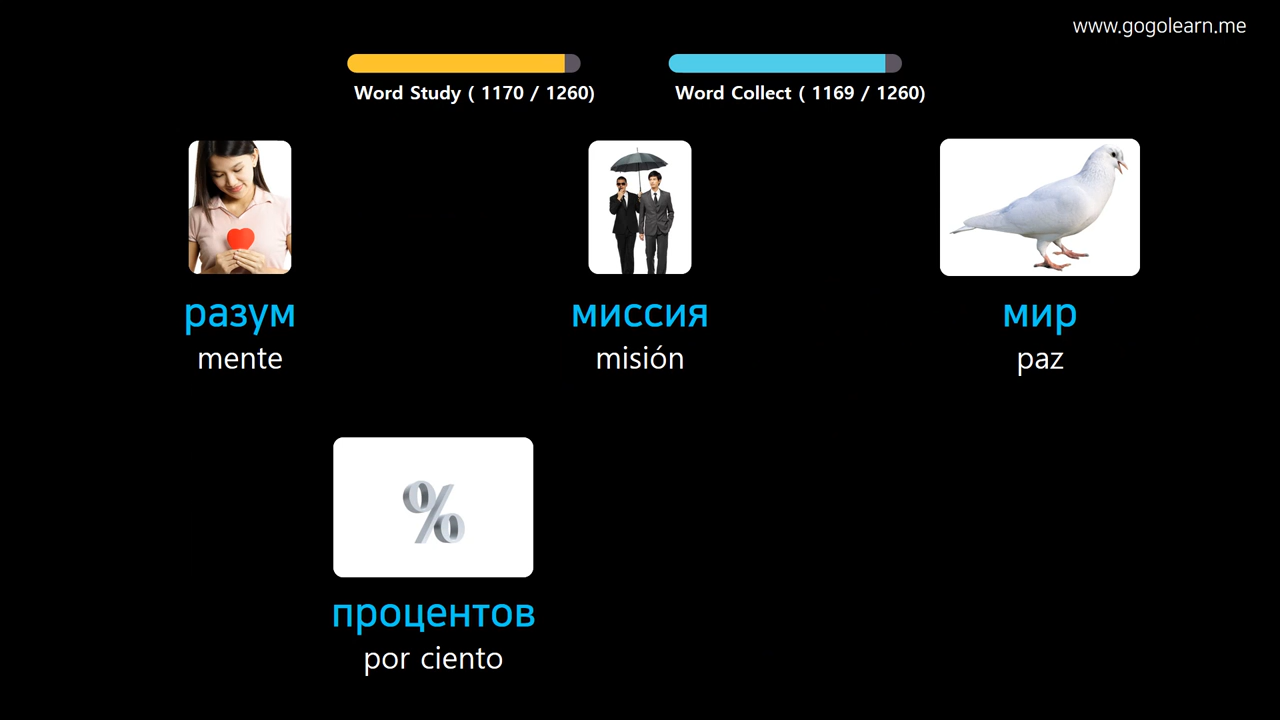 www.gogolearn.me
Word Study ( 1170 / 1260)
Word Collect ( 1169 / 1260)
разум
mente
миссия
misión
мир
paz
%
процентов
por ciento